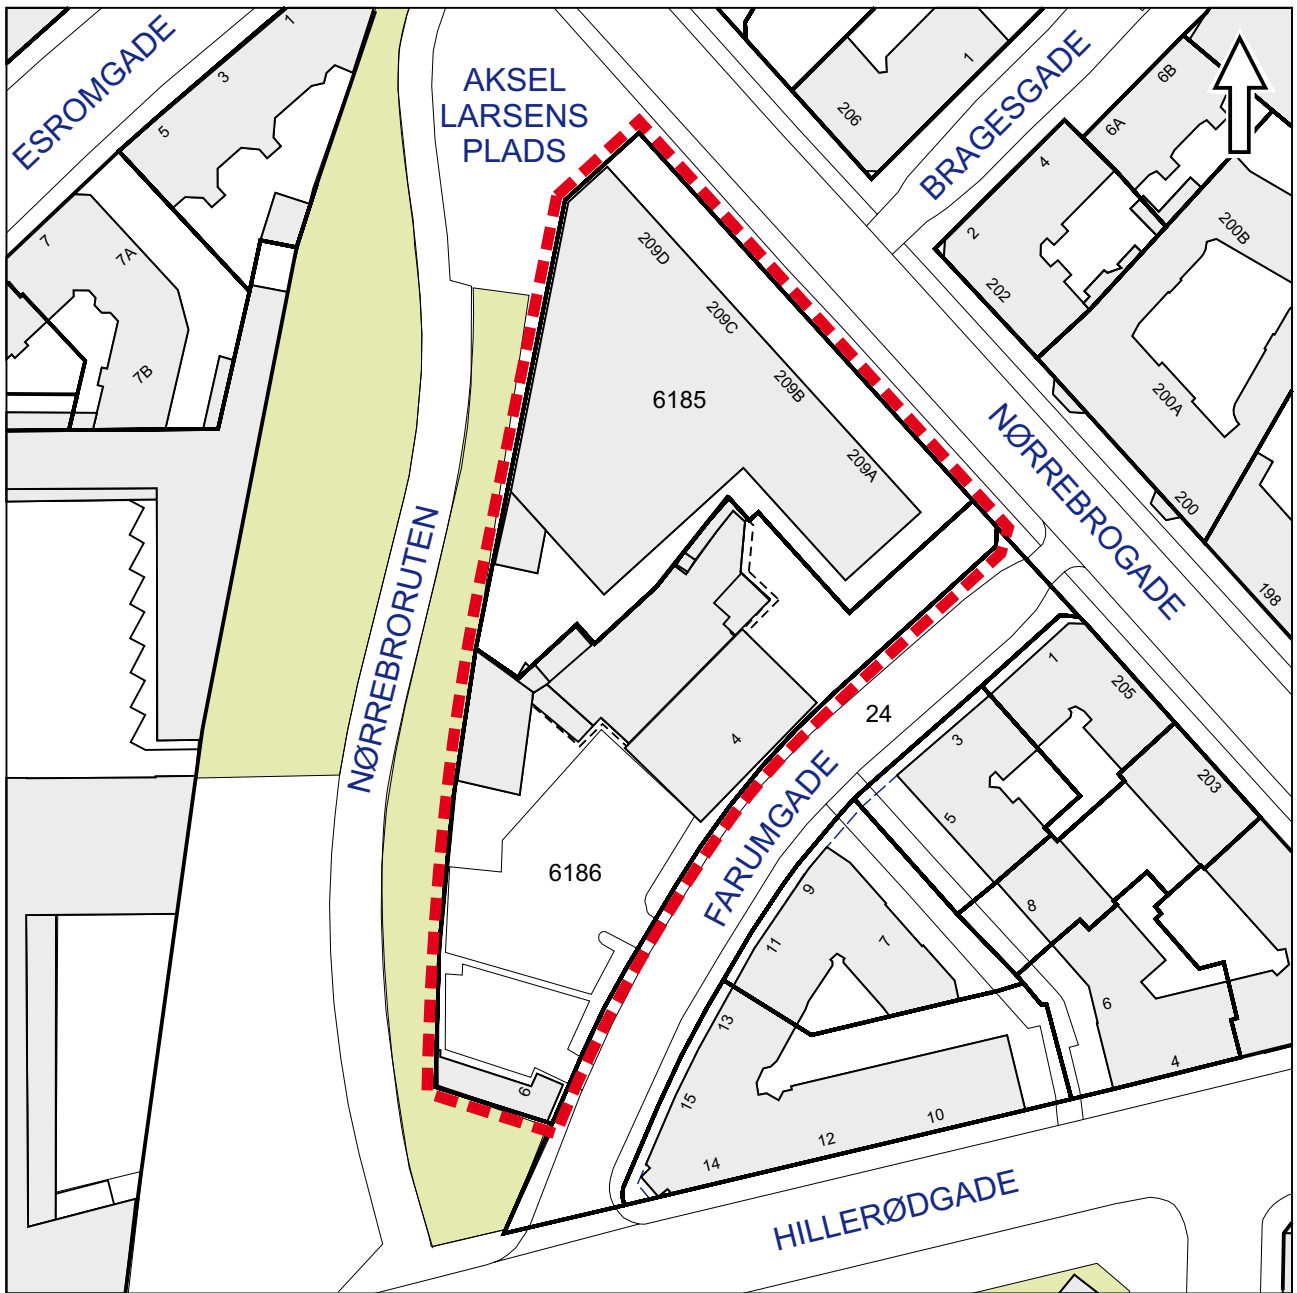 ESROMGADE
1
3
5
7
7A
7B
AKSEL
LARSENS
PLADS
206
1
BRAGESGADE
6B
6A
4
2
202
200B
200A
200
198
209D
209C
209B
209A
6185
NØRREBROGADE
NØRREBRORUTEN
4
24
6186
6
FARUMGADE
1
205
3
203
5
8
9
11
7
13
15
6
4
10
12
14
HILLERØDGADE